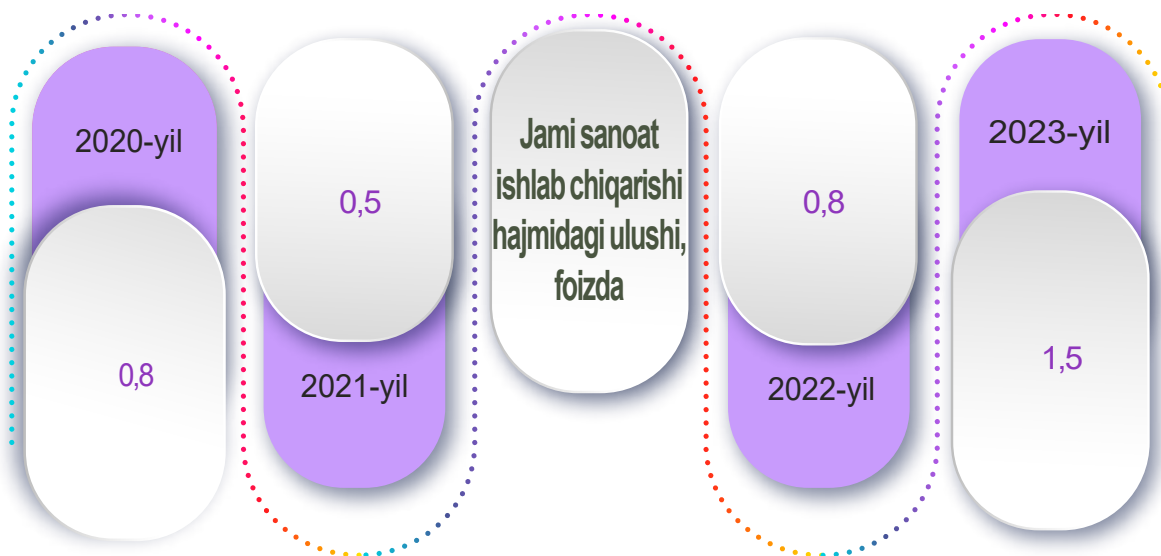 2020-yil
0,8
0,5
2021-yil
Jami sanoat
ishlab chiqarishi
hajmidagi ulushi,
foizda
0,8
2022-yil
2023-yil
1,5